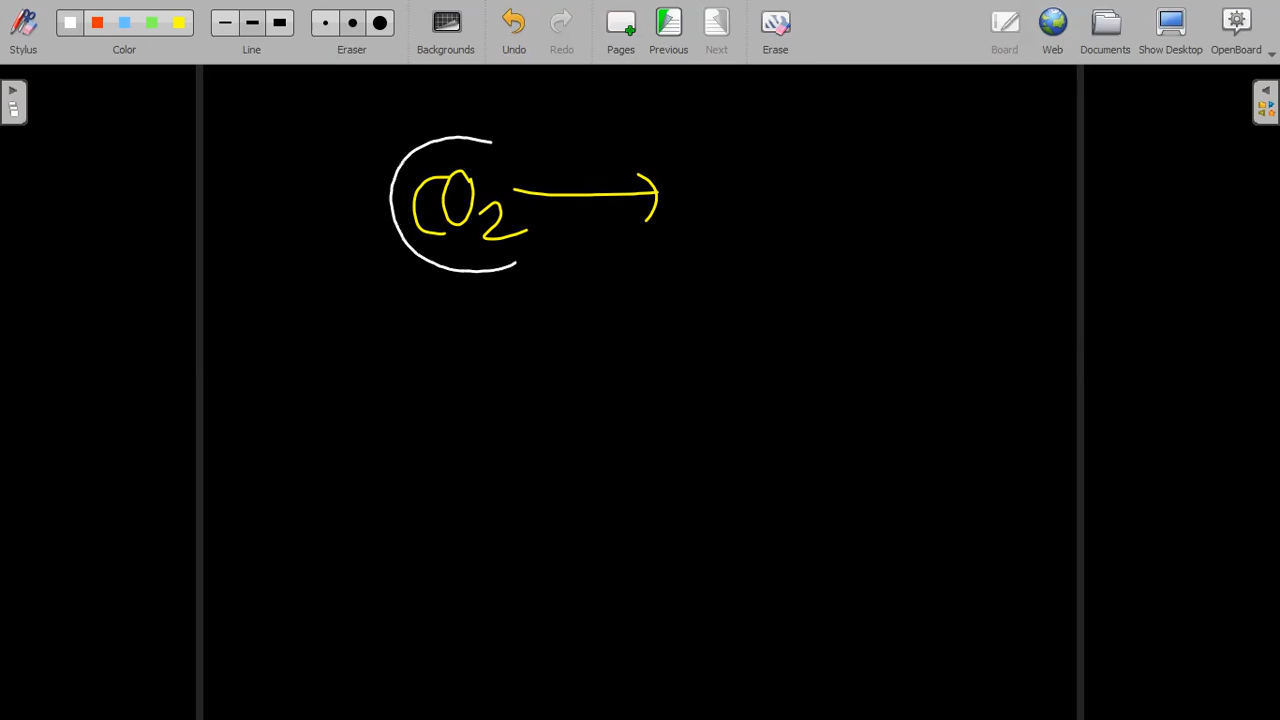 Stylus Color Line Eraser Backgrounds Undo Redo Pages Previous Next Erase Board Web Documents Show Desktop OpenBoard
CO2 →